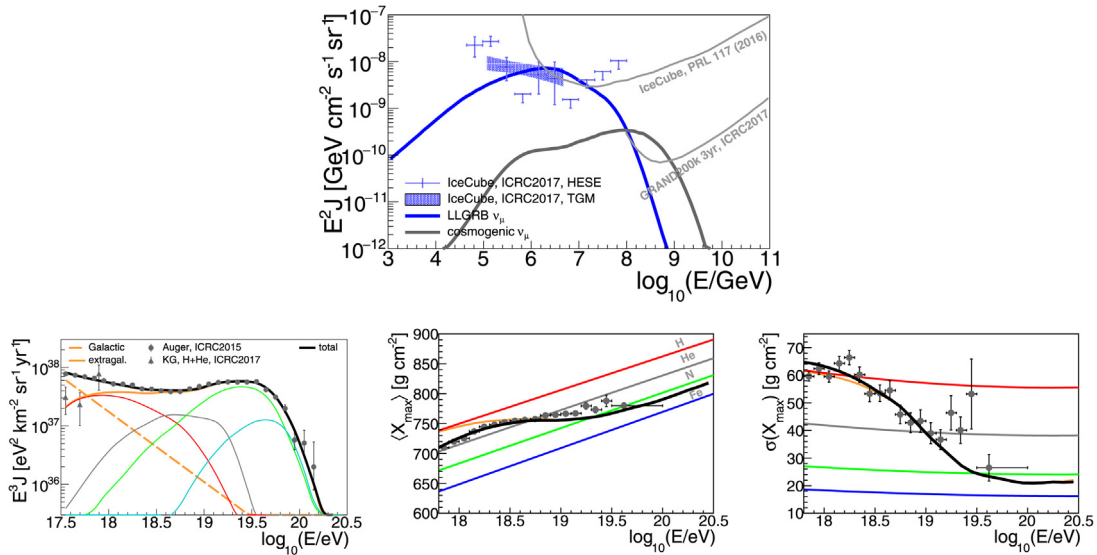 10⁻⁷
10⁻⁸
10⁻⁹
10⁻¹⁰
10⁻¹¹
10⁻¹²
E²J [GeV cm⁻² s⁻¹ sr⁻¹]
IceCube, PRL 117 (2016)
GRAND200k 3yr, ICRC2017
IceCube, ICRC2017, HESE
IceCube, ICRC2017, TGM
LLGRB νμ
cosmogenic νμ
3 4 5 6 7 8 9 10 11
log₁₀(E/GeV)
Galactic
extragal.
Auger, ICRC2015
KG, H+He, ICRC2017
total
E³J [eV² km⁻² sr⁻¹ yr⁻¹]
10³⁸
10³⁷
10³⁶
17.5 18 18.5 19 19.5 20 20.5
log₁₀(E/eV)
⟨Xmax⟩ [g cm⁻²]
900
850
800
750
700
650
600
H
He
N
Fe
18 18.5 19 19.5 20 20.5
log₁₀(E/eV)
σ(Xmax) [g cm⁻²]
70
60
50
40
30
20
10
18 18.5 19 19.5 20 20.5
log₁₀(E/eV)